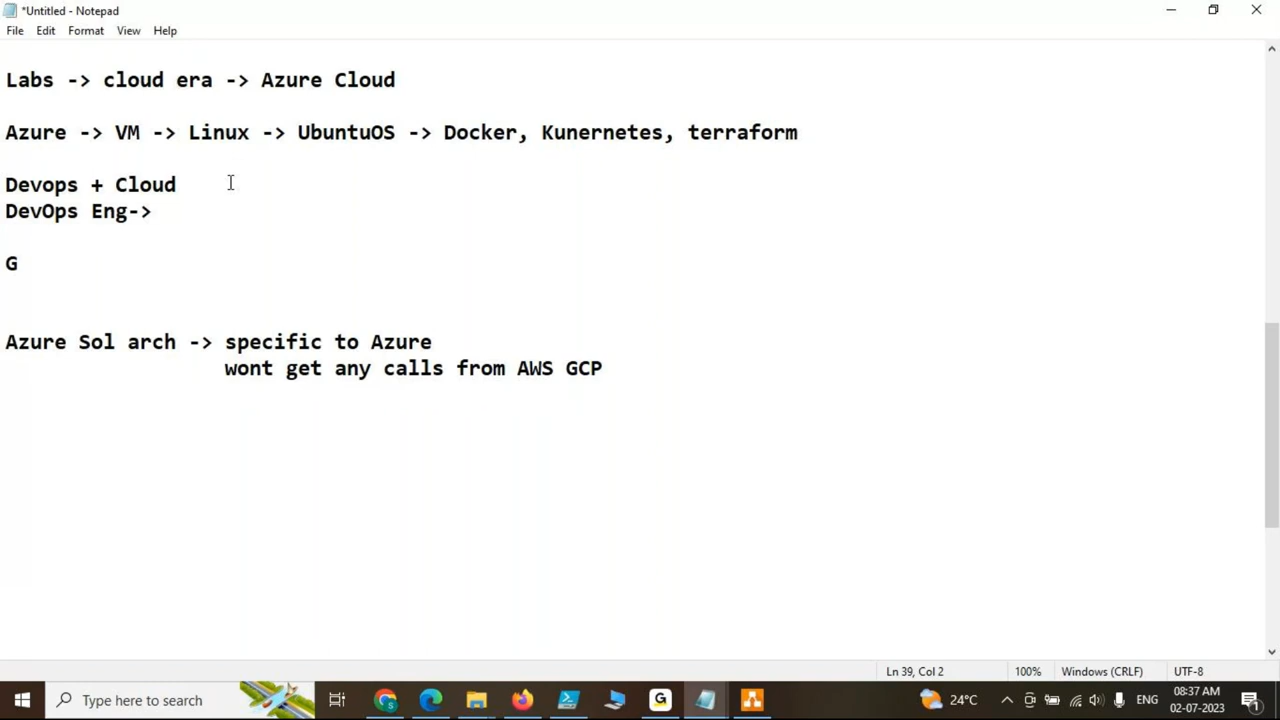 *Untitled - Notepad
File Edit Format View Help
Labs -> cloud era -> Azure Cloud
Azure -> VM -> Linux -> UbuntuOS -> Docker, Kunernetes, terraform
Devops + Cloud
DevOps Eng->
G
Azure Sol arch -> specific to Azure
wont get any calls from AWS GCP
Ln 39, Col 2 100% Windows (CRLF) UTF-8
Type here to search 24°C ENG 08:37 AM
02-07-2023 1